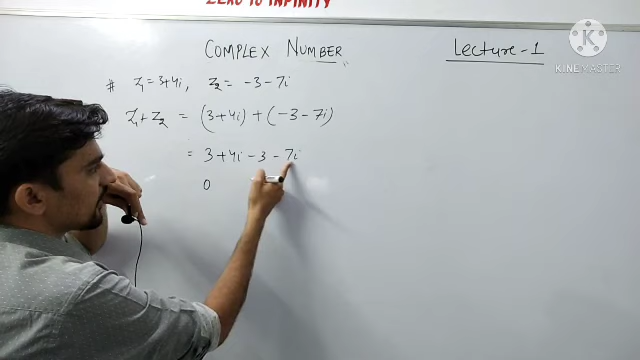 ZERO TO INFINITY
COMPLEX NUMBER
Lecture-1
KINEMASTER
# z₁ = 3+4i, z₂ = -3-7i
z₁+z₂ = (3+4i) + (-3-7i)
= 3+4i-3-7i
0